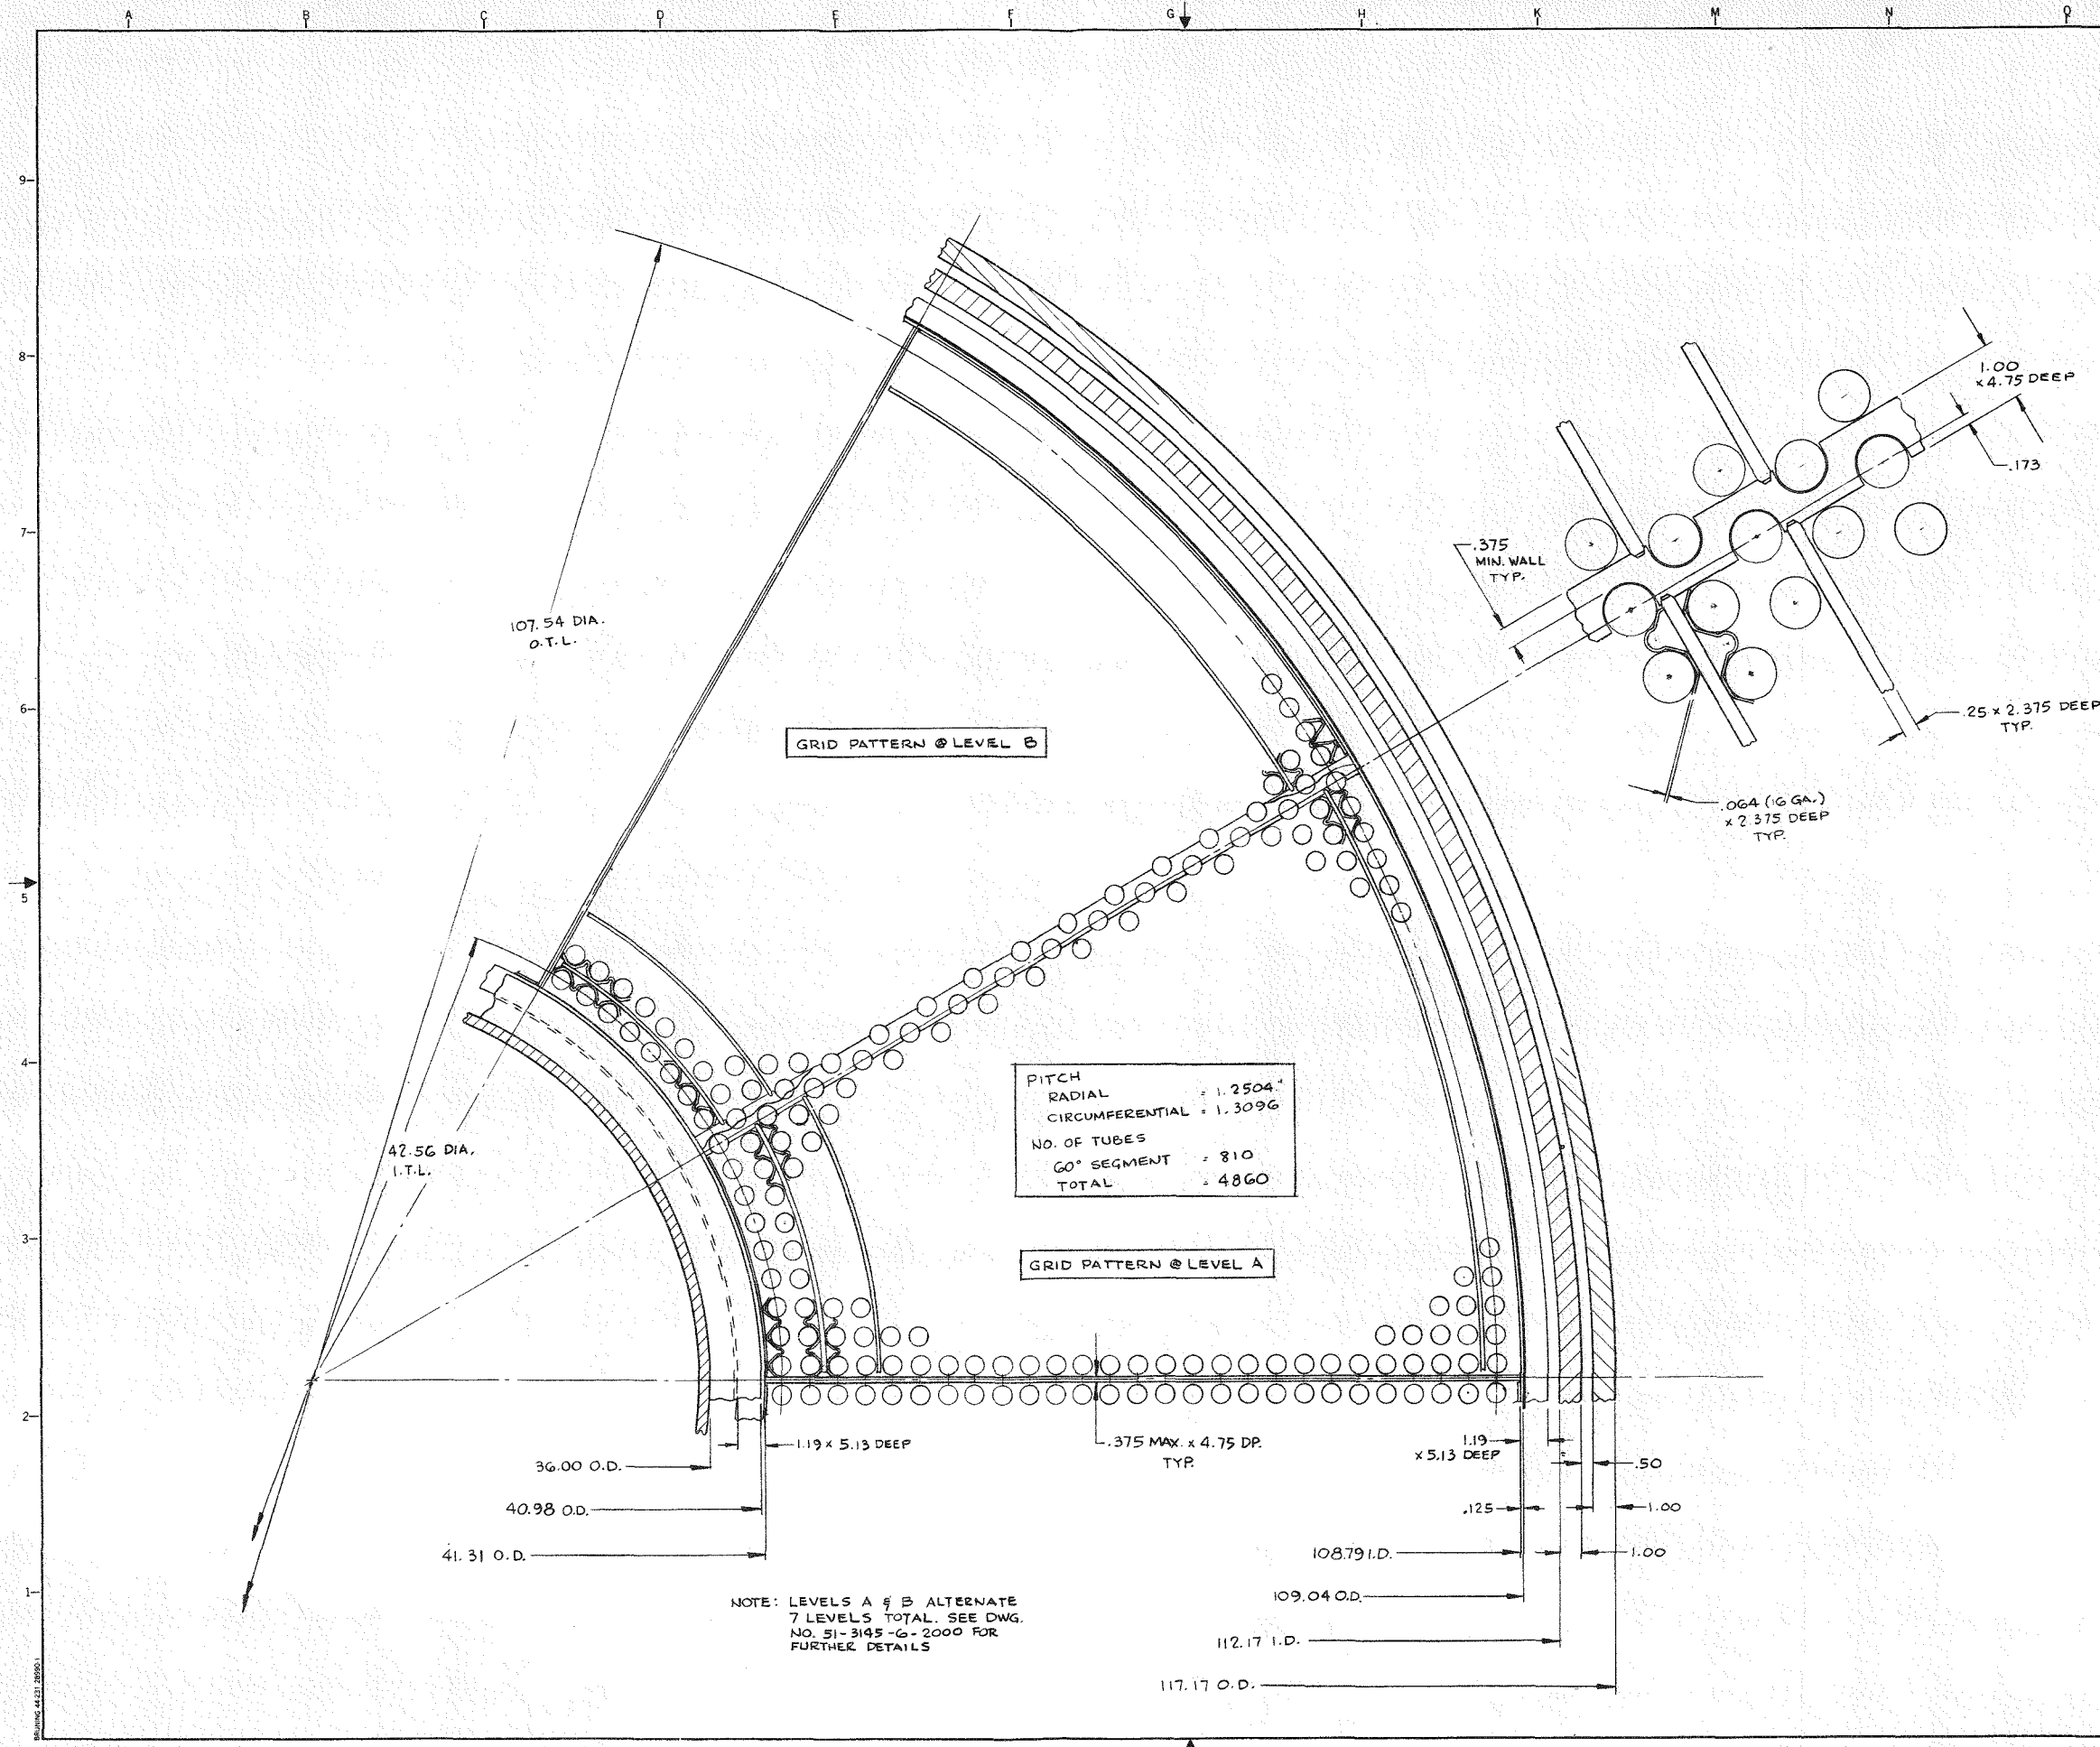 A B C D E F G H K M N Q
9
8
7
6
5
4
3
2
1
1.00
×4.75 DEEP
.173
.375
MIN. WALL
TYP.
107.54 DIA.
O.T.L.
.25 × 2.375 DEEP
TYP.
GRID PATTERN @ LEVEL B
.064 (16 GA.)
× 2.375 DEEP
TYP.
PITCH
RADIAL = 1.2504"
CIRCUMFERENTIAL = 1.3096
NO. OF TUBES
60° SEGMENT = 810
TOTAL = 4860
42.56 DIA.
I.T.L.
GRID PATTERN @ LEVEL A
1.19 × 5.13 DEEP
.375 MAX. × 4.75 DP.
TYP.
1.19
× 5.13 DEEP
36.00 O.D.
.50
40.98 O.D.
.125
1.00
41.31 O.D.
108.79 I.D.
1.00
109.04 O.D.
NOTE: LEVELS A & B ALTERNATE
7 LEVELS TOTAL. SEE DWG.
NO. 51-3145-G-2000 FOR
FURTHER DETAILS
112.17 I.D.
117.17 O.D.
BRUNING 44-231 28990-1